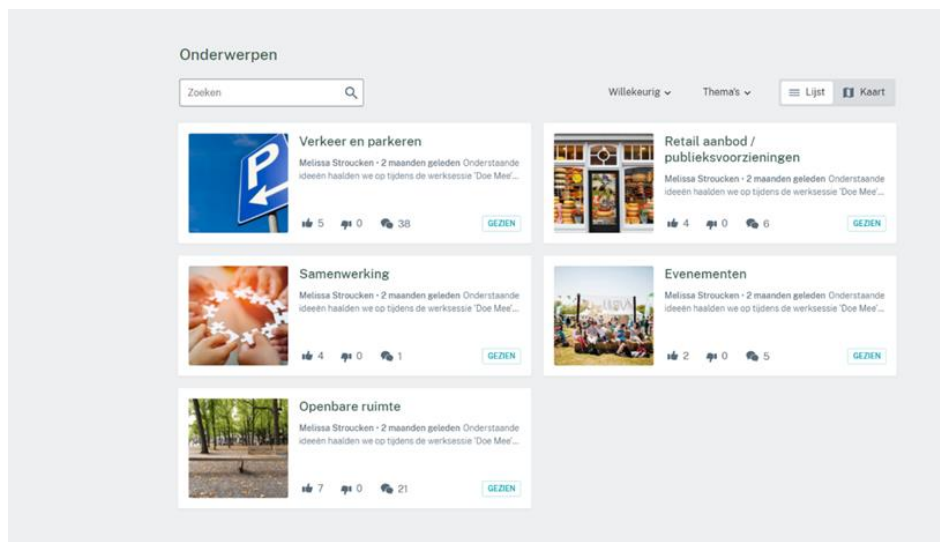 Onderwerpen
Zoeken
Willekeurig
Thema's
Lijst
Kaart
P
Verkeer en parkeren
Melissa Stroucken • 2 maanden geleden Onderstaande
ideeën haalden we op tijdens de werksessie 'Doe Mee'...
5 0 38 GEZIEN
Retail aanbod /
publieksvoorzieningen
Melissa Stroucken • 2 maanden geleden Onderstaande
ideeën haalden we op tijdens de werksessie 'Doe Mee'...
4 0 6 GEZIEN
Samenwerking
Melissa Stroucken • 2 maanden geleden Onderstaande
ideeën haalden we op tijdens de werksessie 'Doe Mee'...
4 0 1 GEZIEN
Evenementen
Melissa Stroucken • 2 maanden geleden Onderstaande
ideeën haalden we op tijdens de werksessie 'Doe Mee'...
2 0 5 GEZIEN
Openbare ruimte
Melissa Stroucken • 2 maanden geleden Onderstaande
ideeën haalden we op tijdens de werksessie 'Doe Mee'...
7 0 21 GEZIEN